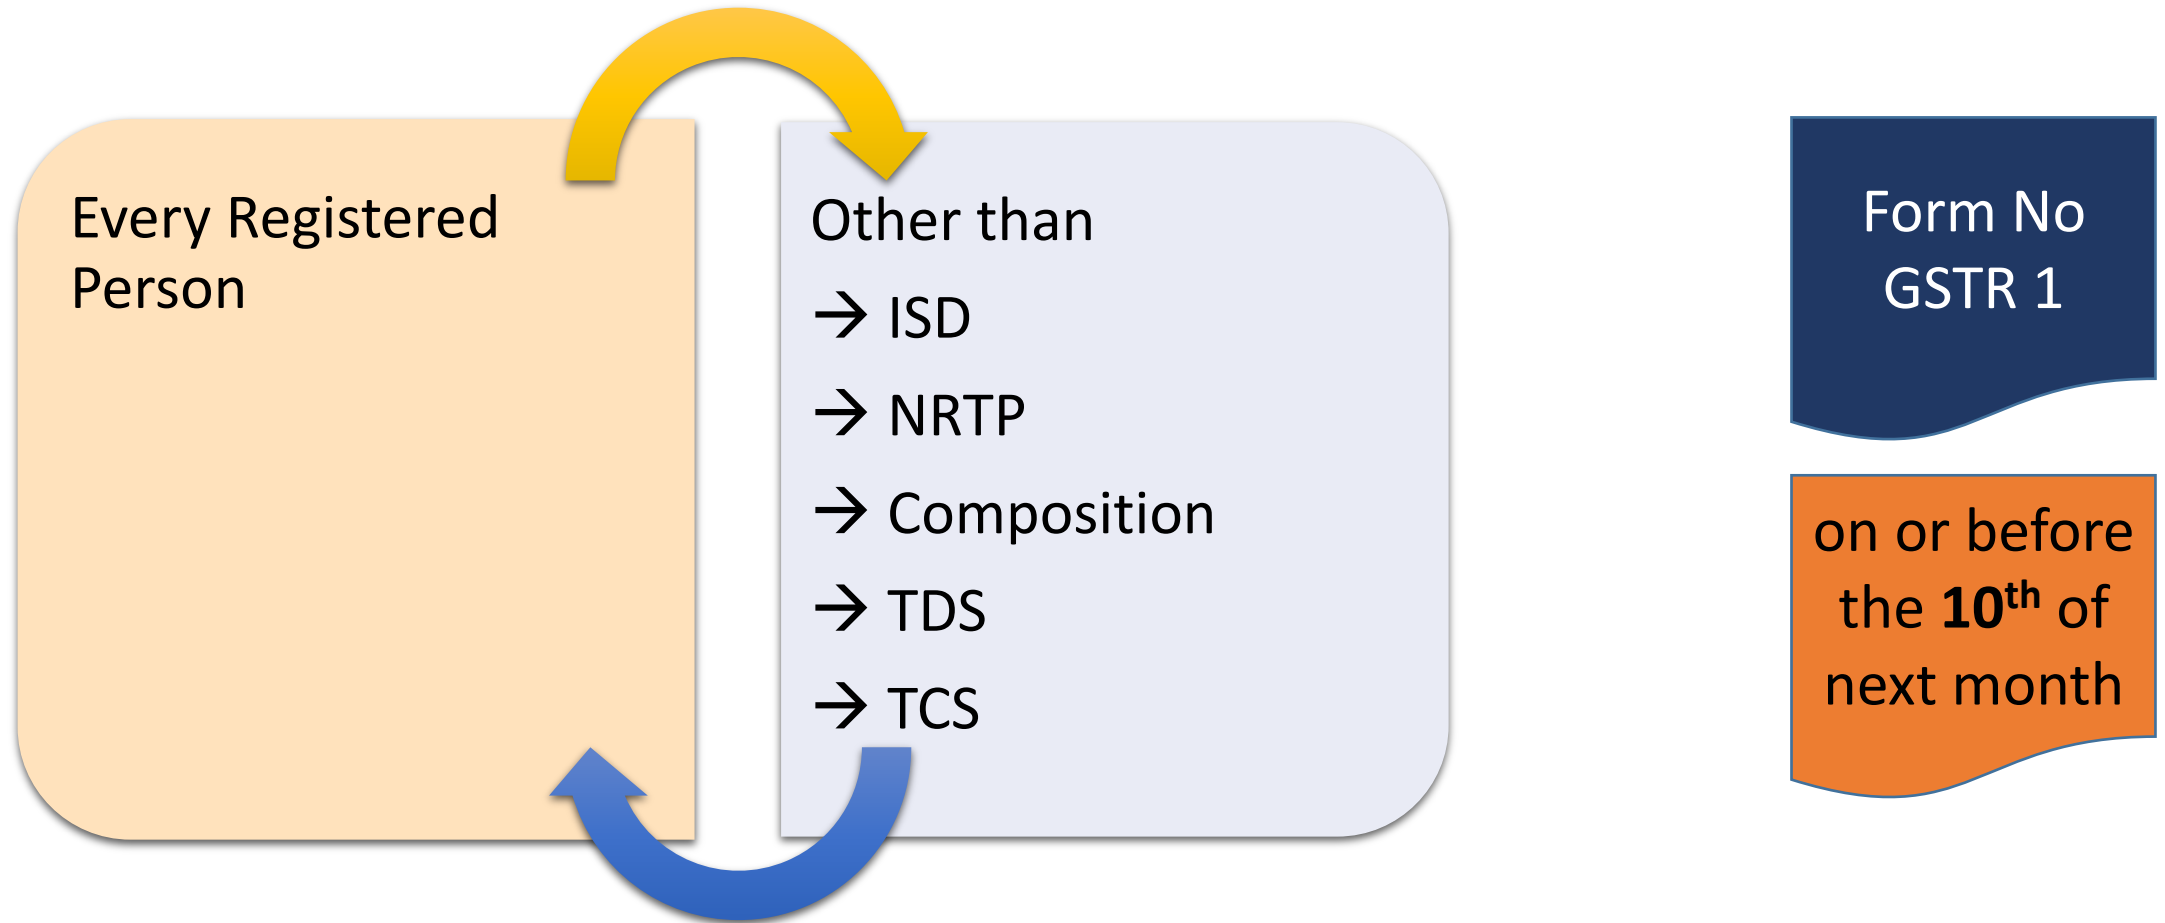 Every Registered
Person
Other than
→ ISD
→ NRTP
→ Composition
→ TDS
→ TCS
Form No
GSTR 1
on or before
the 10th of
next month